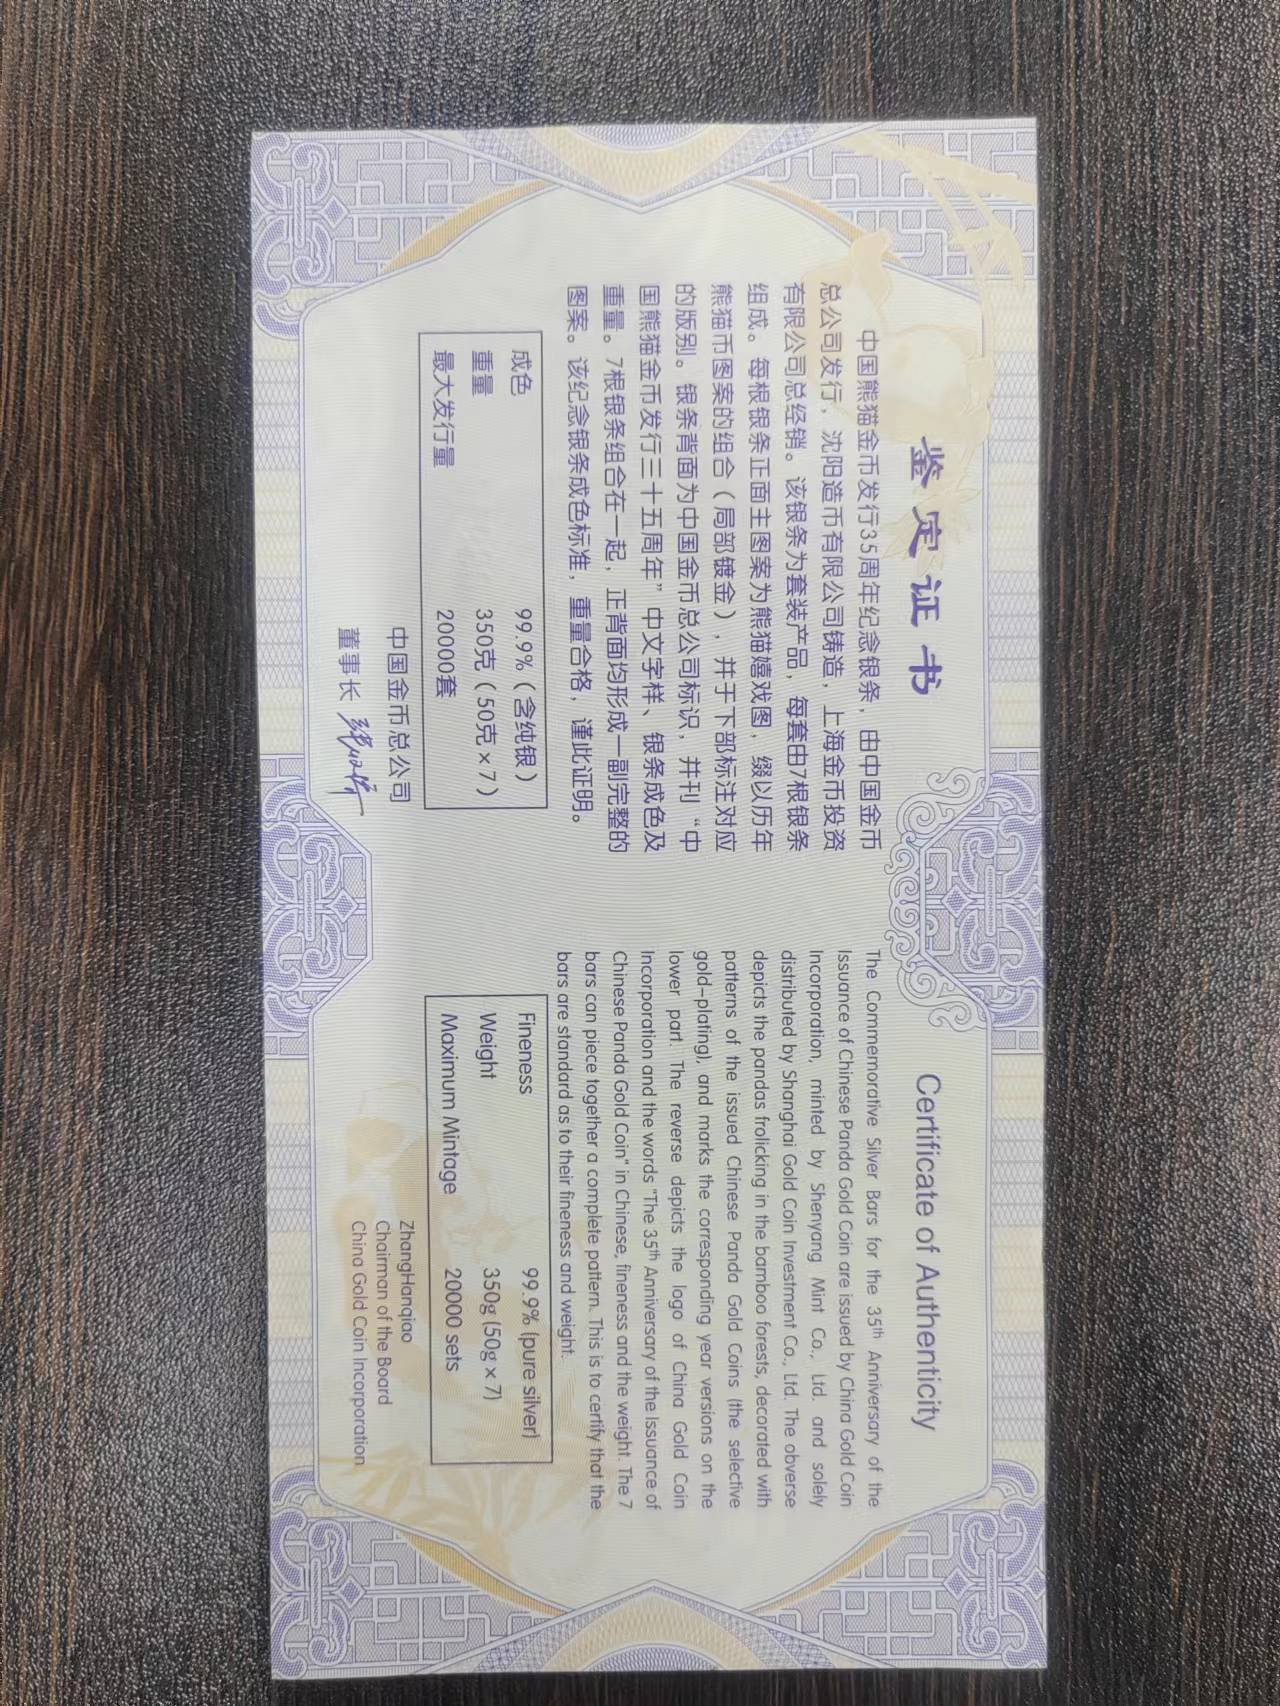 鉴定证书
中国熊猫金币发行35周年纪念银条，由中国金币
总公司发行，沈阳造币有限公司铸造，上海金币投资
有限公司总经销。该银条为套装产品，每套由7根银条
组成。每根银条正面主图案为熊猫嬉戏图，缀以历年
熊猫币图案的组合（局部镀金），并于下部标注对应
的版别。银条背面为中国金币总公司标识，并刊“中
国熊猫金币发行三十五周年”中文字样、银条成色及
重量。7根银条组合在一起，正背面均形成一副完整的
图案。该纪念银条成色标准，重量合格，谨此证明。
成色 99.9%（含纯银）
重量 350克（50克×7）
最大发行量 20000套
中国金币总公司
董事长
Certificate of Authenticity
The Commemorative Silver Bars for the 35th Anniversary of the
Issuance of Chinese Panda Gold Coin are issued by China Gold Coin
Incorporation, minted by Shenyang Mint Co., Ltd. and solely
distributed by Shanghai Gold Coin Investment Co., Ltd. The obverse
depicts the pandas frolicking in the bamboo forests, decorated with
patterns of the issued Chinese Panda Gold Coins (the selective
gold-plating), and marks the corresponding year versions on the
lower part. The reverse depicts the logo of China Gold Coin
Incorporation and the words "The 35th Anniversary of the Issuance of
Chinese Panda Gold Coin" in Chinese, fineness and the weight. The 7
bars can piece together a complete pattern. This is to certify that the
bars are standard as to their fineness and weight.
Fineness 99.9% (pure silver)
Weight 350g (50g×7)
Maximum Mintage 20000 sets
ZhangHanqiao
Chairman of the Board
China Gold Coin Incorporation